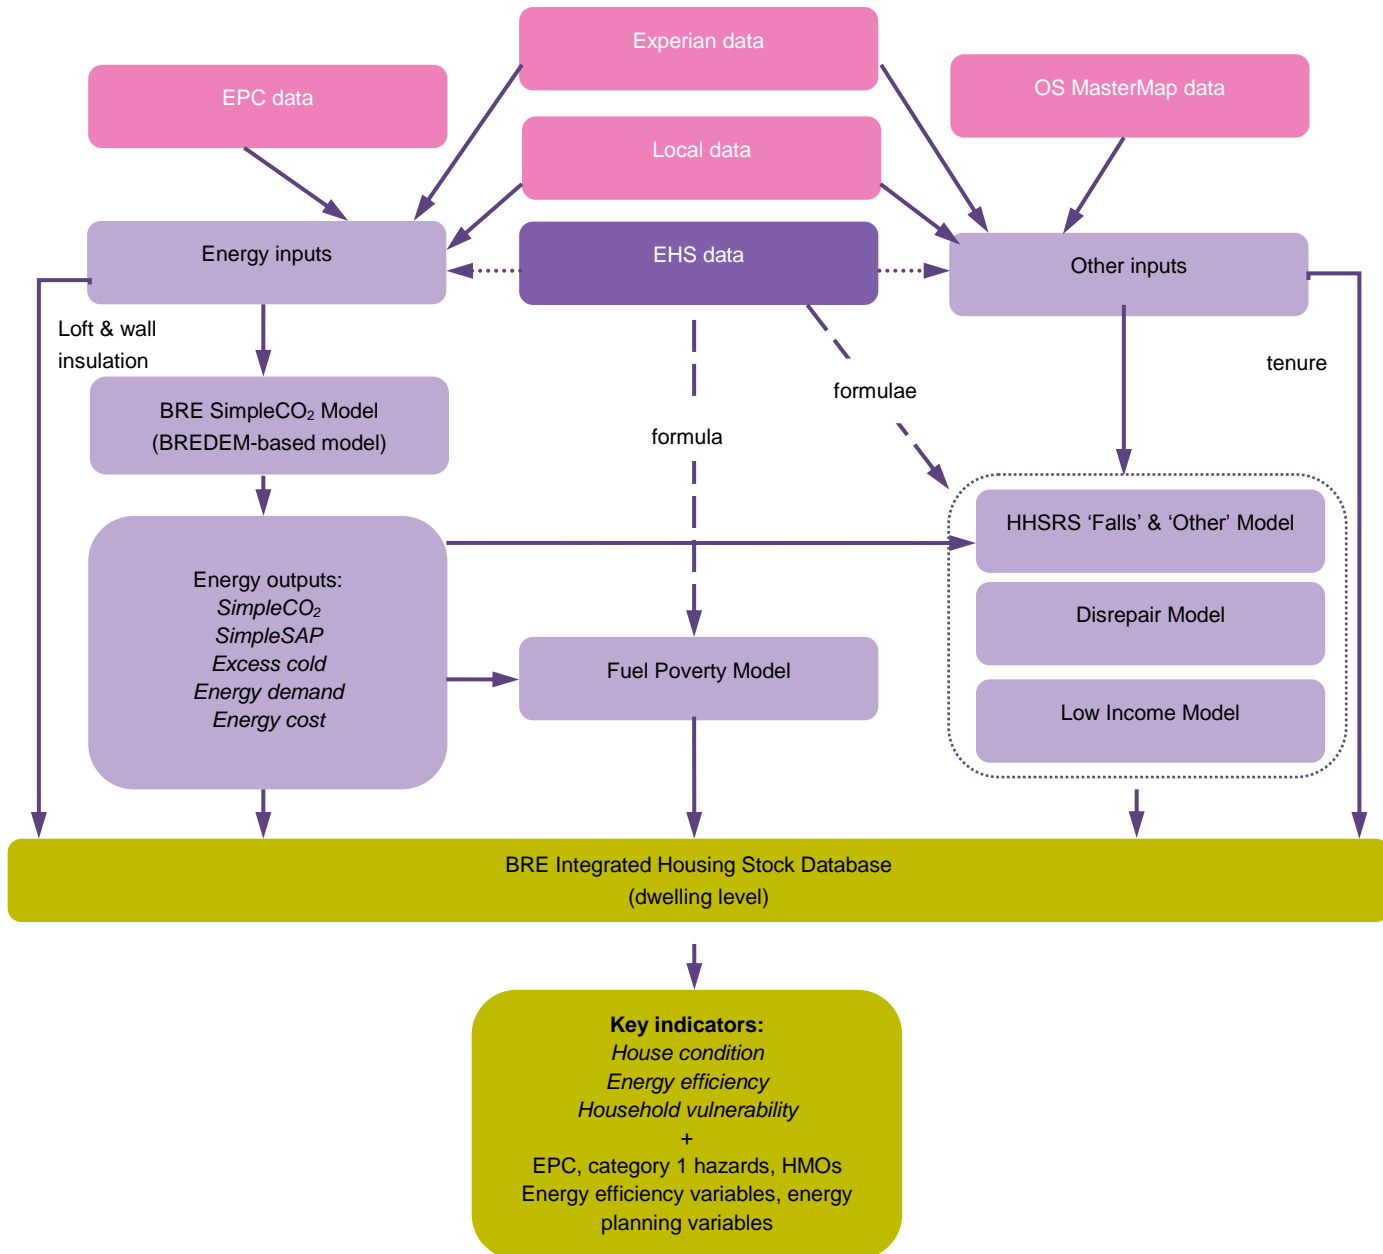 Experian data
EPC data
OS MasterMap data
Local data
Energy inputs
EHS data
Other inputs
Loft & wall
insulation
tenure
BRE SimpleCO₂ Model
(BREDEM-based model)
formulae
formula
HHSRS ‘Falls’ & ‘Other’ Model
Energy outputs:
SimpleCO₂
SimpleSAP
Excess cold
Energy demand
Energy cost
Disrepair Model
Fuel Poverty Model
Low Income Model
BRE Integrated Housing Stock Database
(dwelling level)
Key indicators:
House condition
Energy efficiency
Household vulnerability
+
EPC, category 1 hazards, HMOs
Energy efficiency variables, energy
planning variables